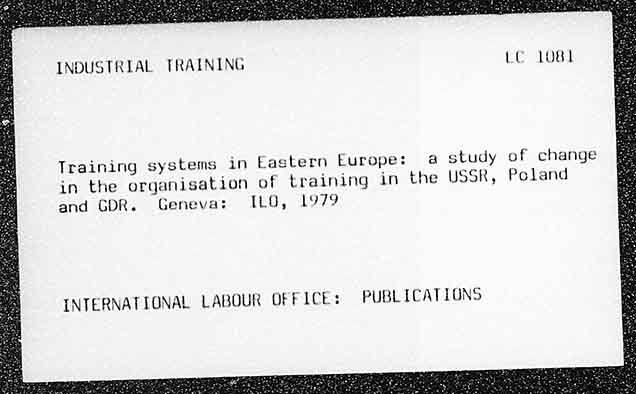 INDUSTRIAL TRAINING
LC 1081
Training systems in Eastern Europe: a study of change
in the organisation of training in the USSR, Poland
and GDR. Geneva: ILO, 1979
INTERNATIONAL LABOUR OFFICE: PUBLICATIONS